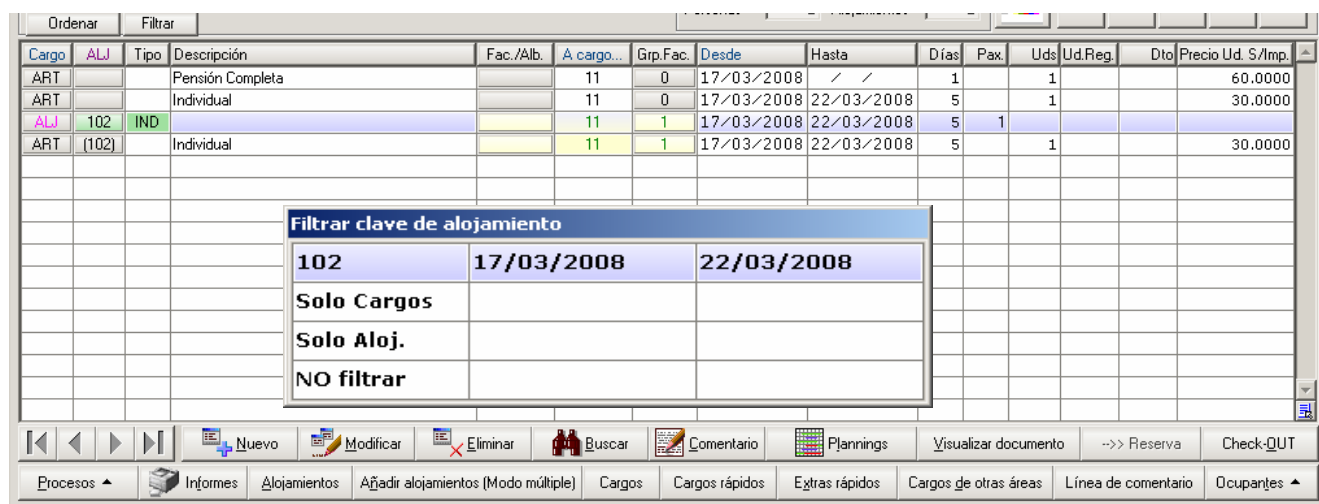 Ordenar Filtrar
Cargo ALJ Tipo Descripción Fac./Alb. A cargo... Grp.Fac. Desde Hasta Días Pax. Uds Ud.Reg. Dto Precio Ud. S/Imp.
ART Pensión Completa 11 0 17/03/2008 / / 1 1 60.0000
ART Individual 11 0 17/03/2008 22/03/2008 5 1 30.0000
ALJ 102 IND 11 1 17/03/2008 22/03/2008 5 1
ART (102) Individual 11 1 17/03/2008 22/03/2008 5 1 30.0000
Filtrar clave de alojamiento
102 17/03/2008 22/03/2008
Solo Cargos
Solo Aloj.
NO filtrar
Nuevo Modificar Eliminar Buscar Comentario Plannings Visualizar documento -->> Reserva Check-OUT
Procesos Informes Alojamientos Añadir alojamientos (Modo múltiple) Cargos Cargos rápidos Extras rápidos Cargos de otras áreas Línea de comentario Ocupantes